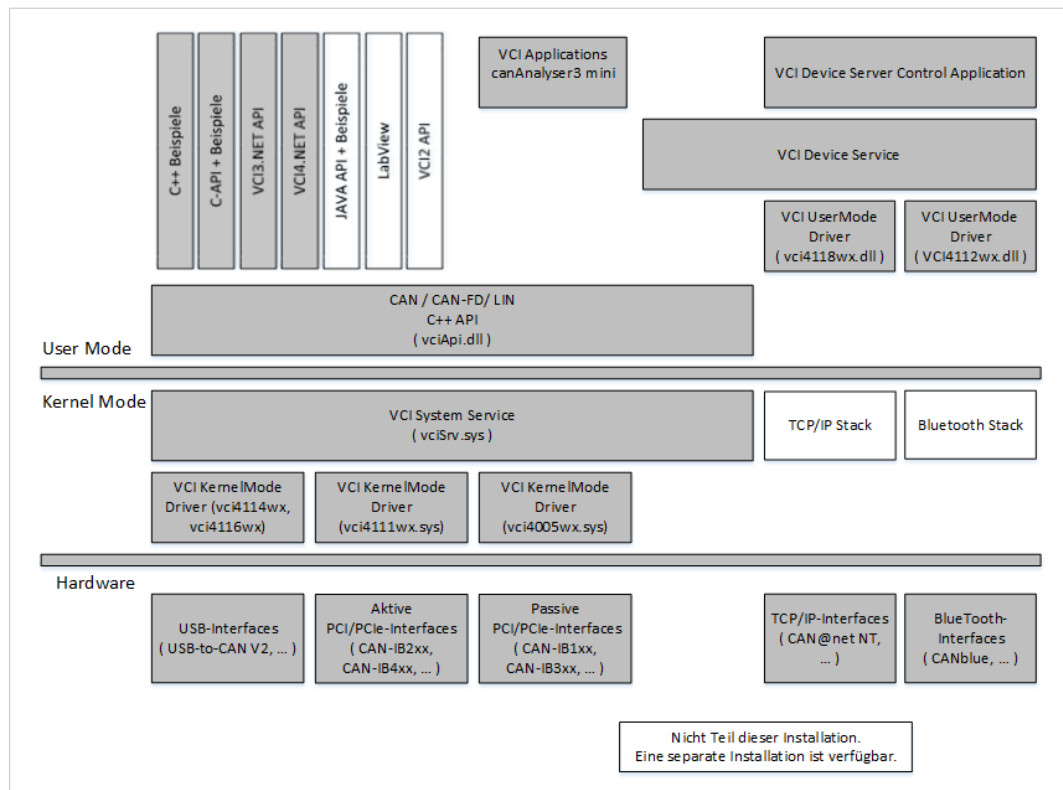 C++ Beispiele
C-API + Beispiele
VCI3.NET API
VCI4.NET API
JAVA API + Beispiele
LabView
VCI2 API
VCI Applications
canAnalyser3 mini
VCI Device Server Control Application
VCI Device Service
VCI UserMode
Driver
( vci4118wx.dll )
VCI UserMode
Driver
( VCI4112wx.dll )
CAN / CAN-FD/ LIN
C++ API
( vciApi.dll )
User Mode
Kernel Mode
VCI System Service
( vciSrv.sys )
TCP/IP Stack
Bluetooth Stack
VCI KernelMode
Driver (vci4114wx,
vci4116wx)
VCI KernelMode
Driver
(vci4111wx.sys)
VCI KernelMode
Driver
(vci4005wx.sys)
Hardware
USB-Interfaces
( USB-to-CAN V2, ... )
Aktive
PCI/PCIe-Interfaces
( CAN-IB2xx,
CAN-IB4xx, ... )
Passive
PCI/PCIe-Interfaces
( CAN-IB1xx,
CAN-IB3xx, ... )
TCP/IP-Interfaces
( CAN@net NT,
... )
BlueTooth-
Interfaces
( CANblue, ... )
Nicht Teil dieser Installation.
Eine separate Installation ist verfügbar.